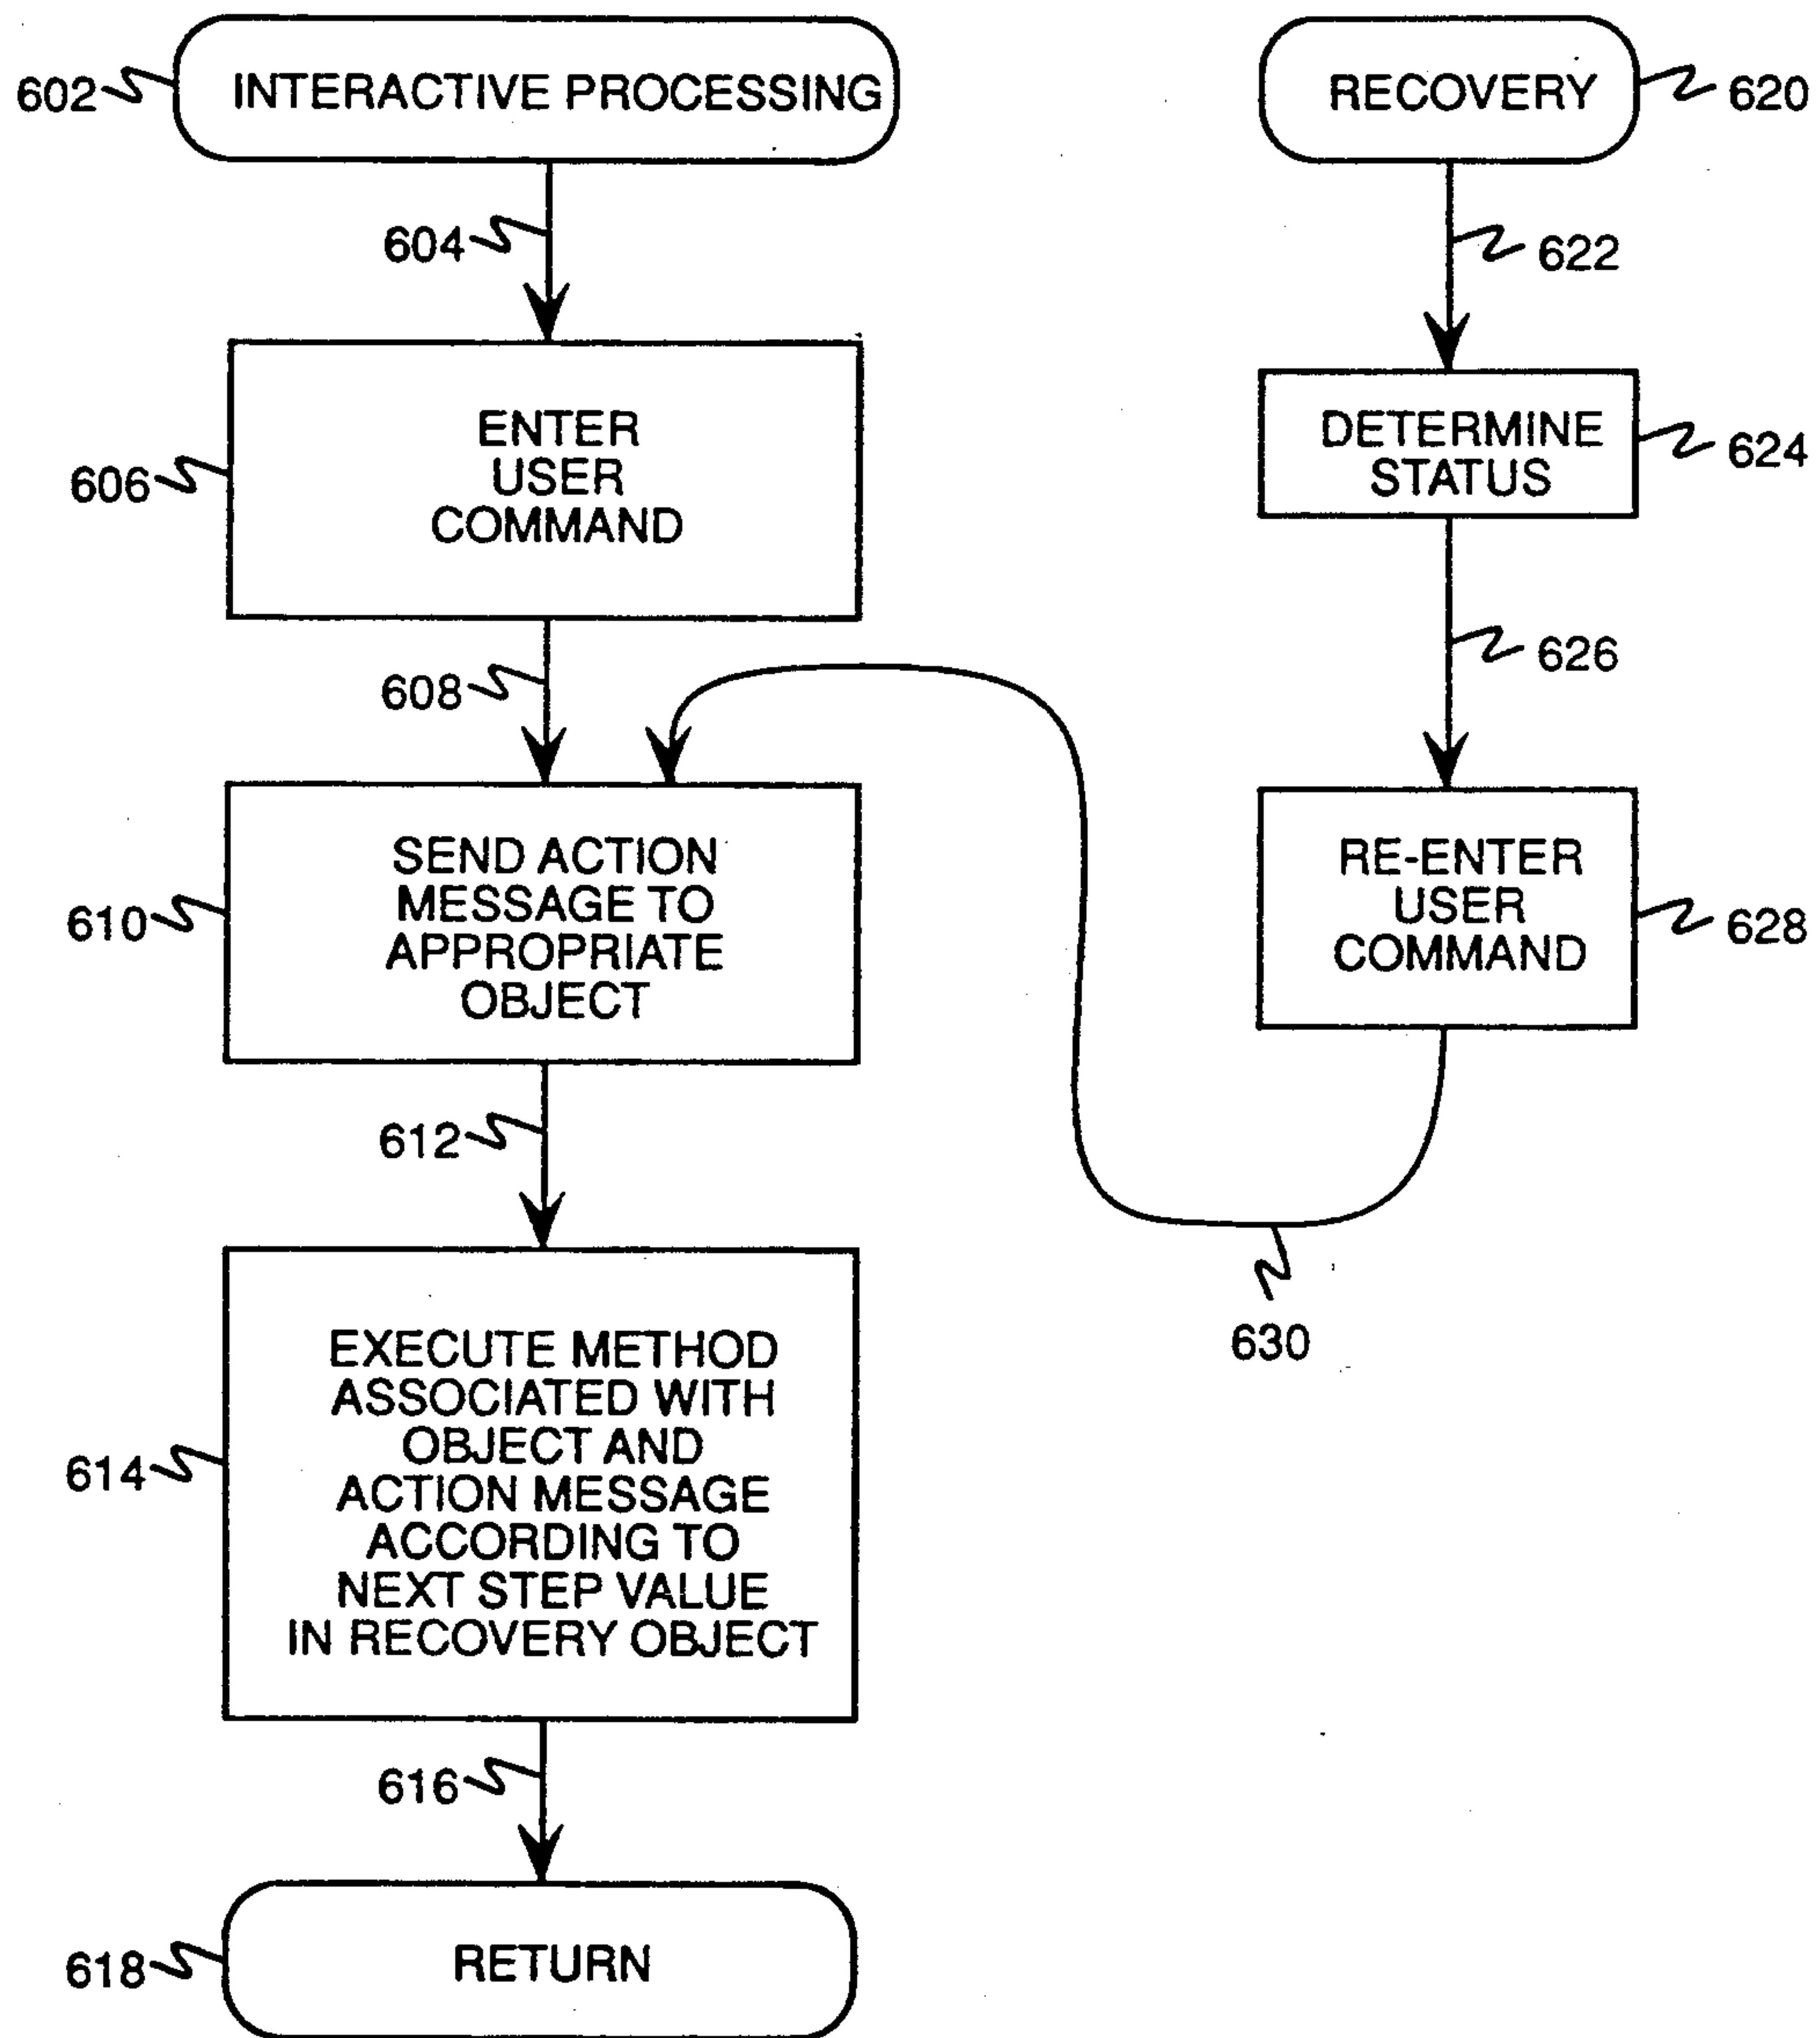 602
INTERACTIVE PROCESSING
604
606
ENTER
USER
COMMAND
608
610
SEND ACTION
MESSAGE TO
APPROPRIATE
OBJECT
612
614
EXECUTE METHOD
ASSOCIATED WITH
OBJECT AND
ACTION MESSAGE
ACCORDING TO
NEXT STEP VALUE
IN RECOVERY OBJECT
616
618
RETURN
RECOVERY
620
622
DETERMINE
STATUS
624
626
RE-ENTER
USER
COMMAND
628
630